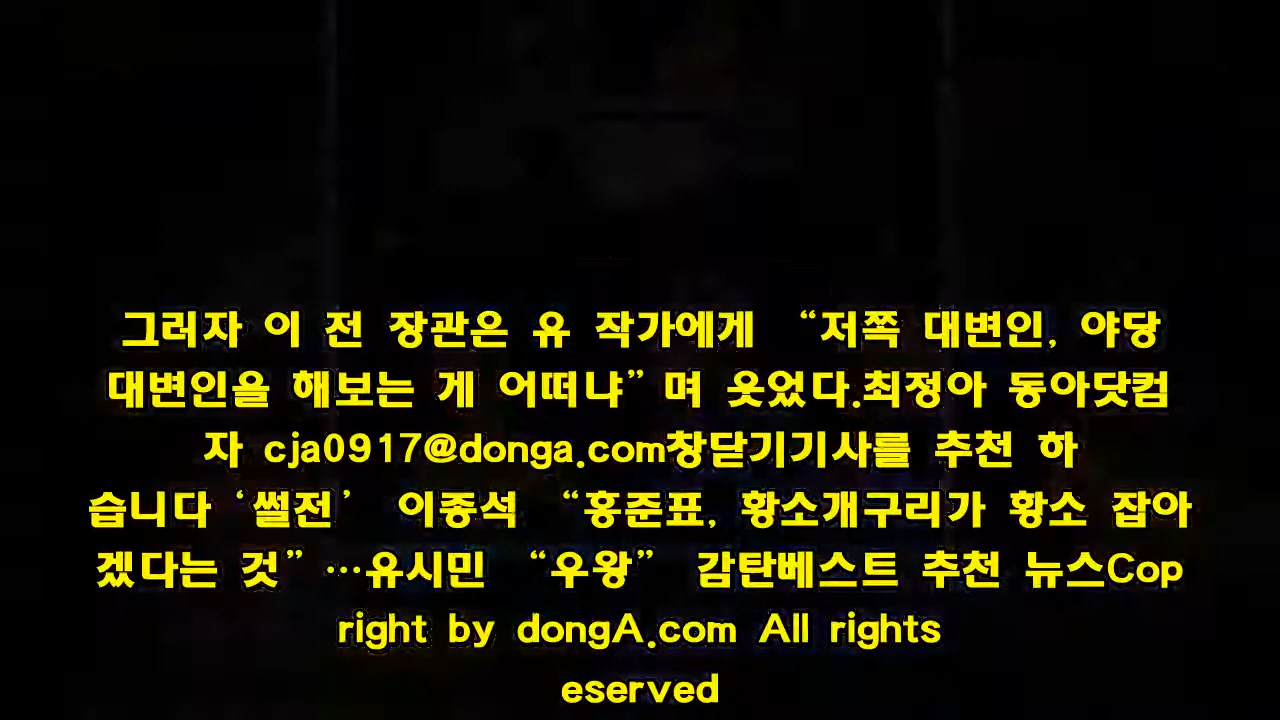 그러자 이 전 장관은 유 작가에게 “저쪽 대변인, 야당
대변인을 해보는 게 어떠냐”며 웃었다.최정아 동아닷컴
자 cja0917@donga.com창닫기기사를 추천 하
습니다‘썰전’ 이종석 “홍준표, 황소개구리가 황소 잡아
겠다는 것”…유시민 “우왕” 감탄베스트 추천 뉴스Cop
right by dongA.com All rights
eserved